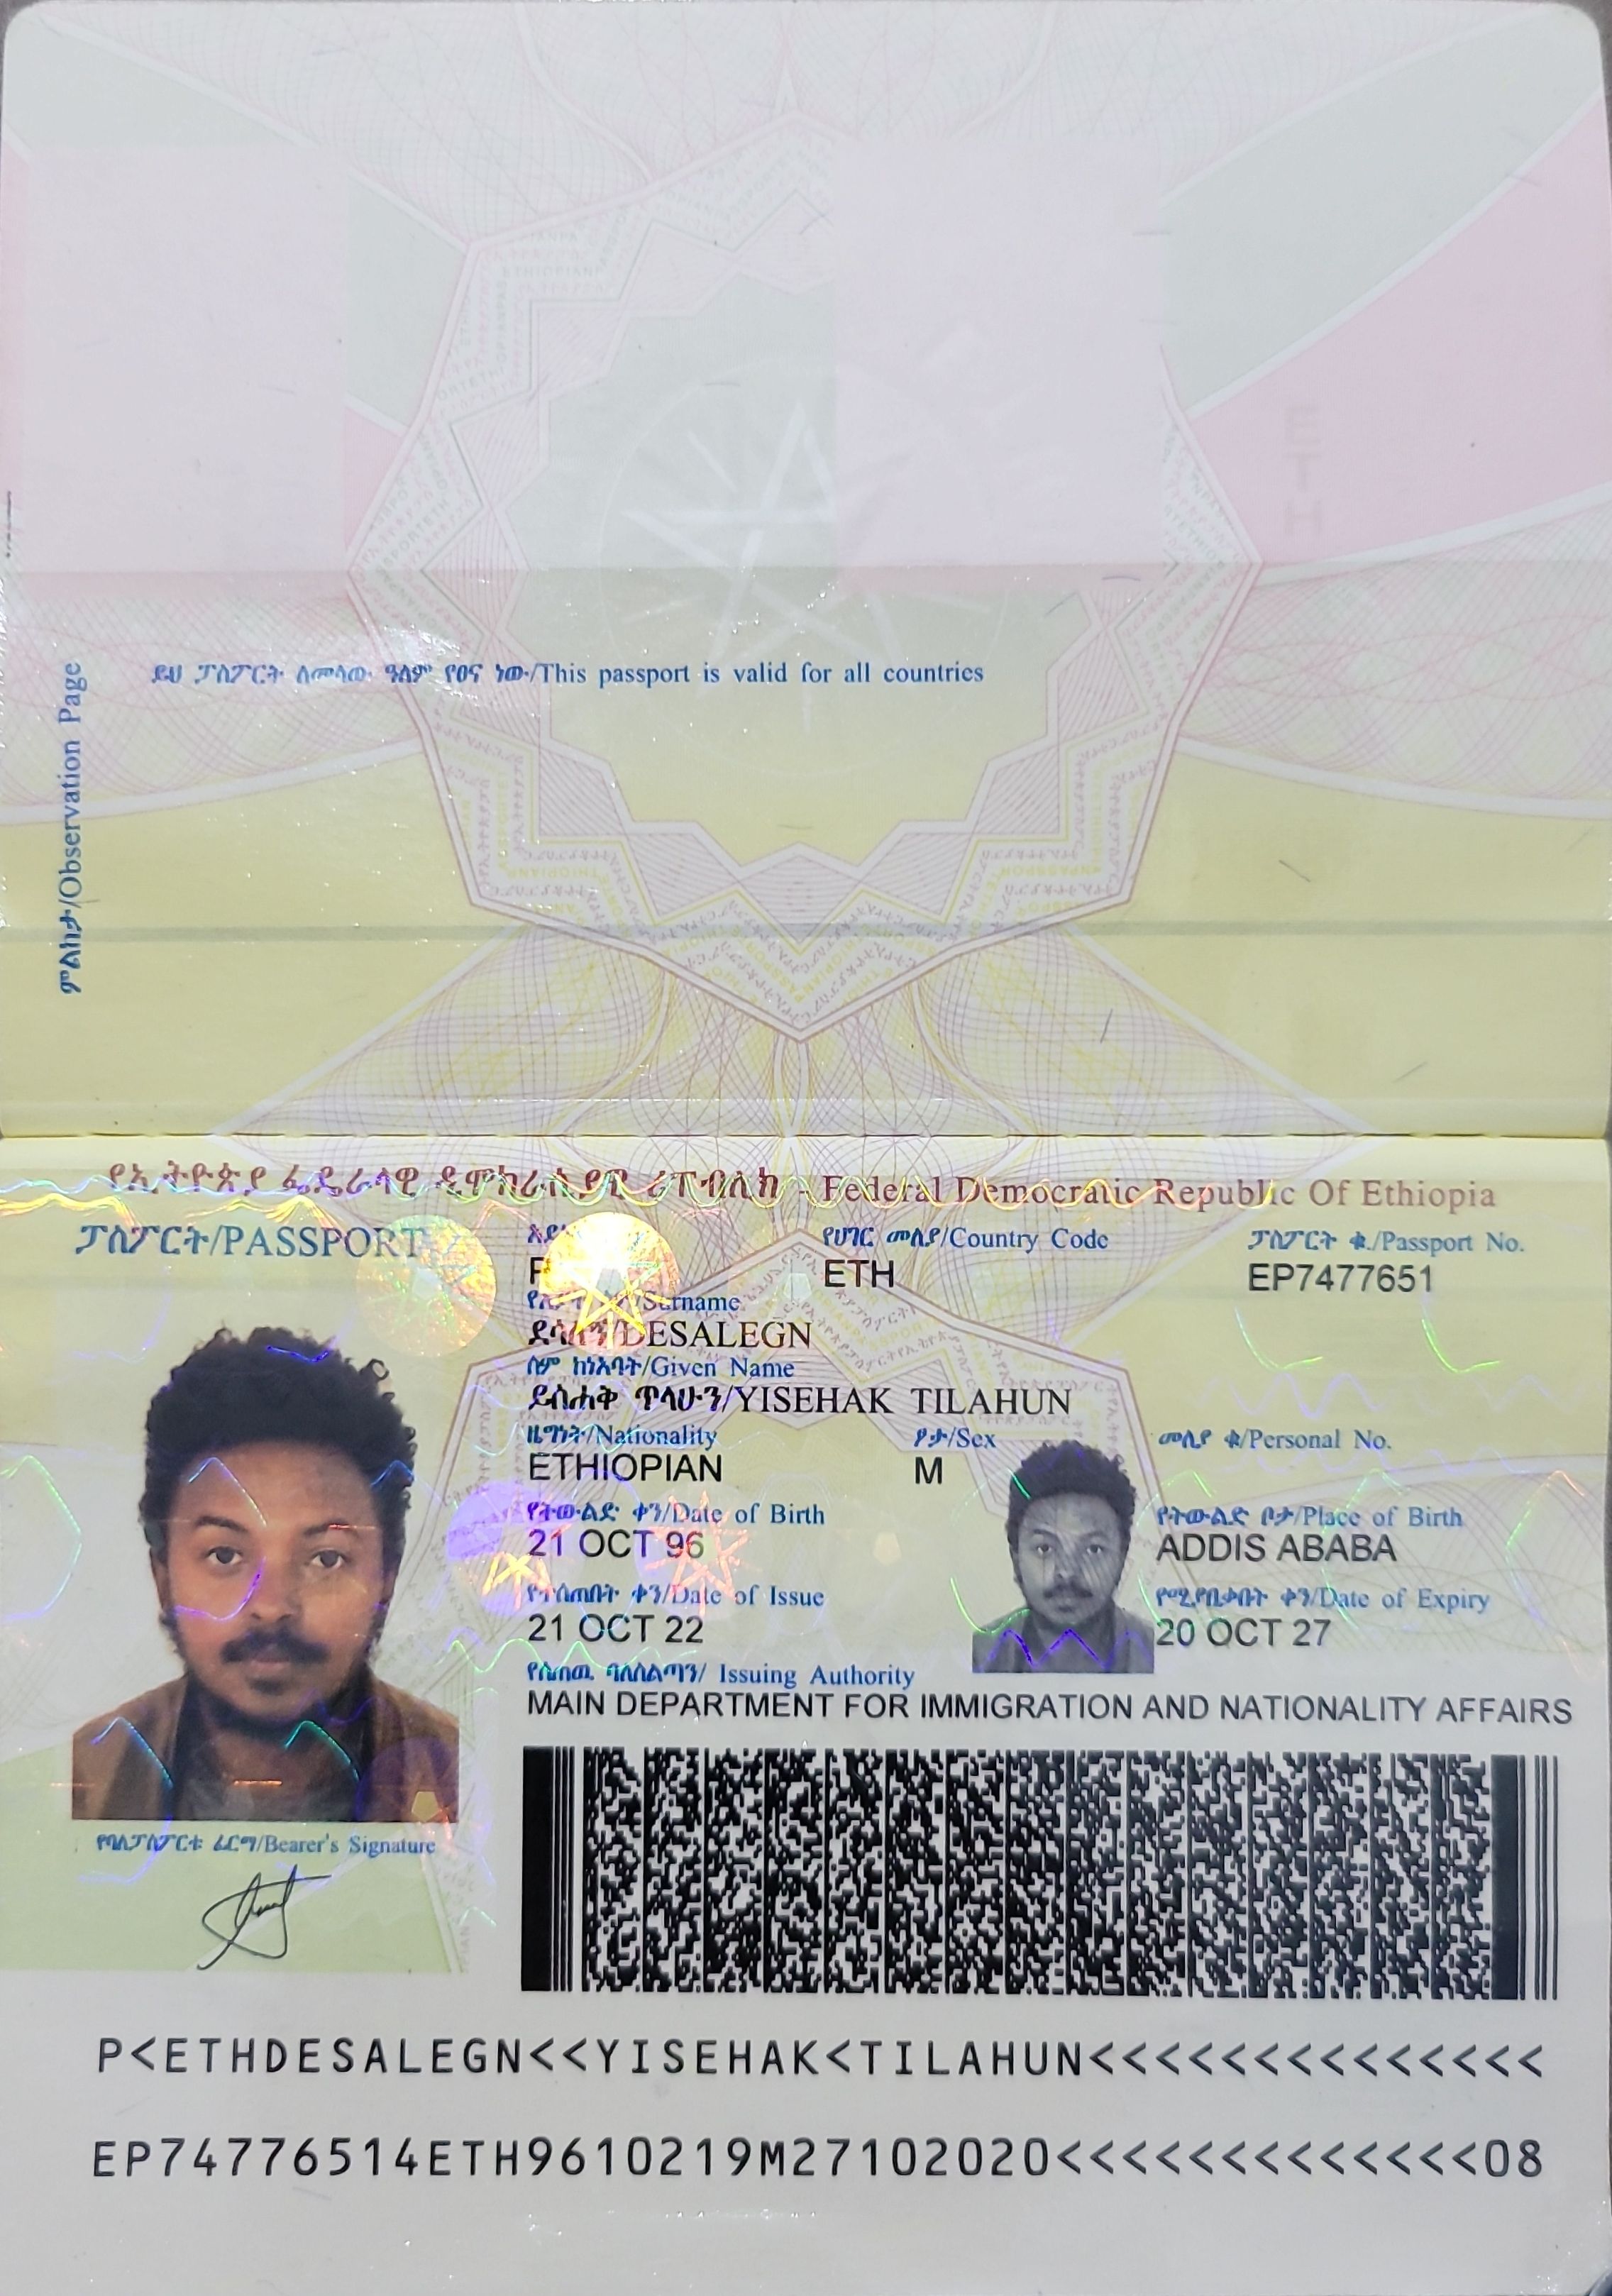 ምልከታ/Observation Page
ይህ ፓስፖርት ለመላው ዓለም የፀና ነው/This passport is valid for all countries
የኢትዮጵያ ፌዴራላዊ ዲሞክራሲያዊ ሪፐብሊክ - Federal Democratic Republic Of Ethiopia
ፓስፖርት/PASSPORT
የሀገር መለያ/Country Code
ፓስፖርት ቁ./Passport No.
ETH
EP7477651
/Surname
ደሳለኝ/DESALEGN
ስም ከነአባት/Given Name
ይስሐቅ ጥላሁን/YISEHAK TILAHUN
ዜግነት/Nationality
ፆታ/Sex
መለያ ቁ/Personal No.
ETHIOPIAN
M
የትውልድ ቀን/Date of Birth
የትውልድ ቦታ/Place of Birth
21 OCT 96
ADDIS ABABA
የተሰጠበት ቀን/Date of Issue
የሚያበቃበት ቀን/Date of Expiry
21 OCT 22
20 OCT 27
የሰጠዉ ባለስልጣን/ Issuing Authority
MAIN DEPARTMENT FOR IMMIGRATION AND NATIONALITY AFFAIRS
የባለፓስፖርቱ ፊርማ/Bearer's Signature
P<ETHDESALEGN<<YISEHAK<TILAHUN<<<<<<<<<<<<<<
EP74776514ETH9610219M27102020<<<<<<<<<<<<<08